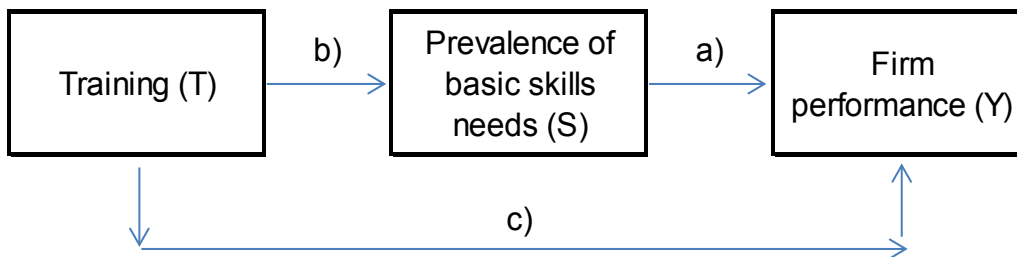 Training (T)
b)
Prevalence of
basic skills
needs (S)
a)
Firm
performance (Y)
c)